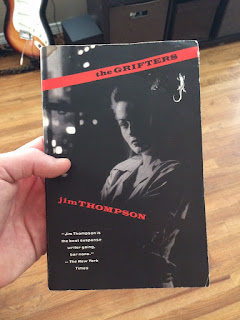 the GRIFTERS
jim THOMPSON
"Jim Thompson is
the best suspense
writer going,
bar none."
— The New York
Times